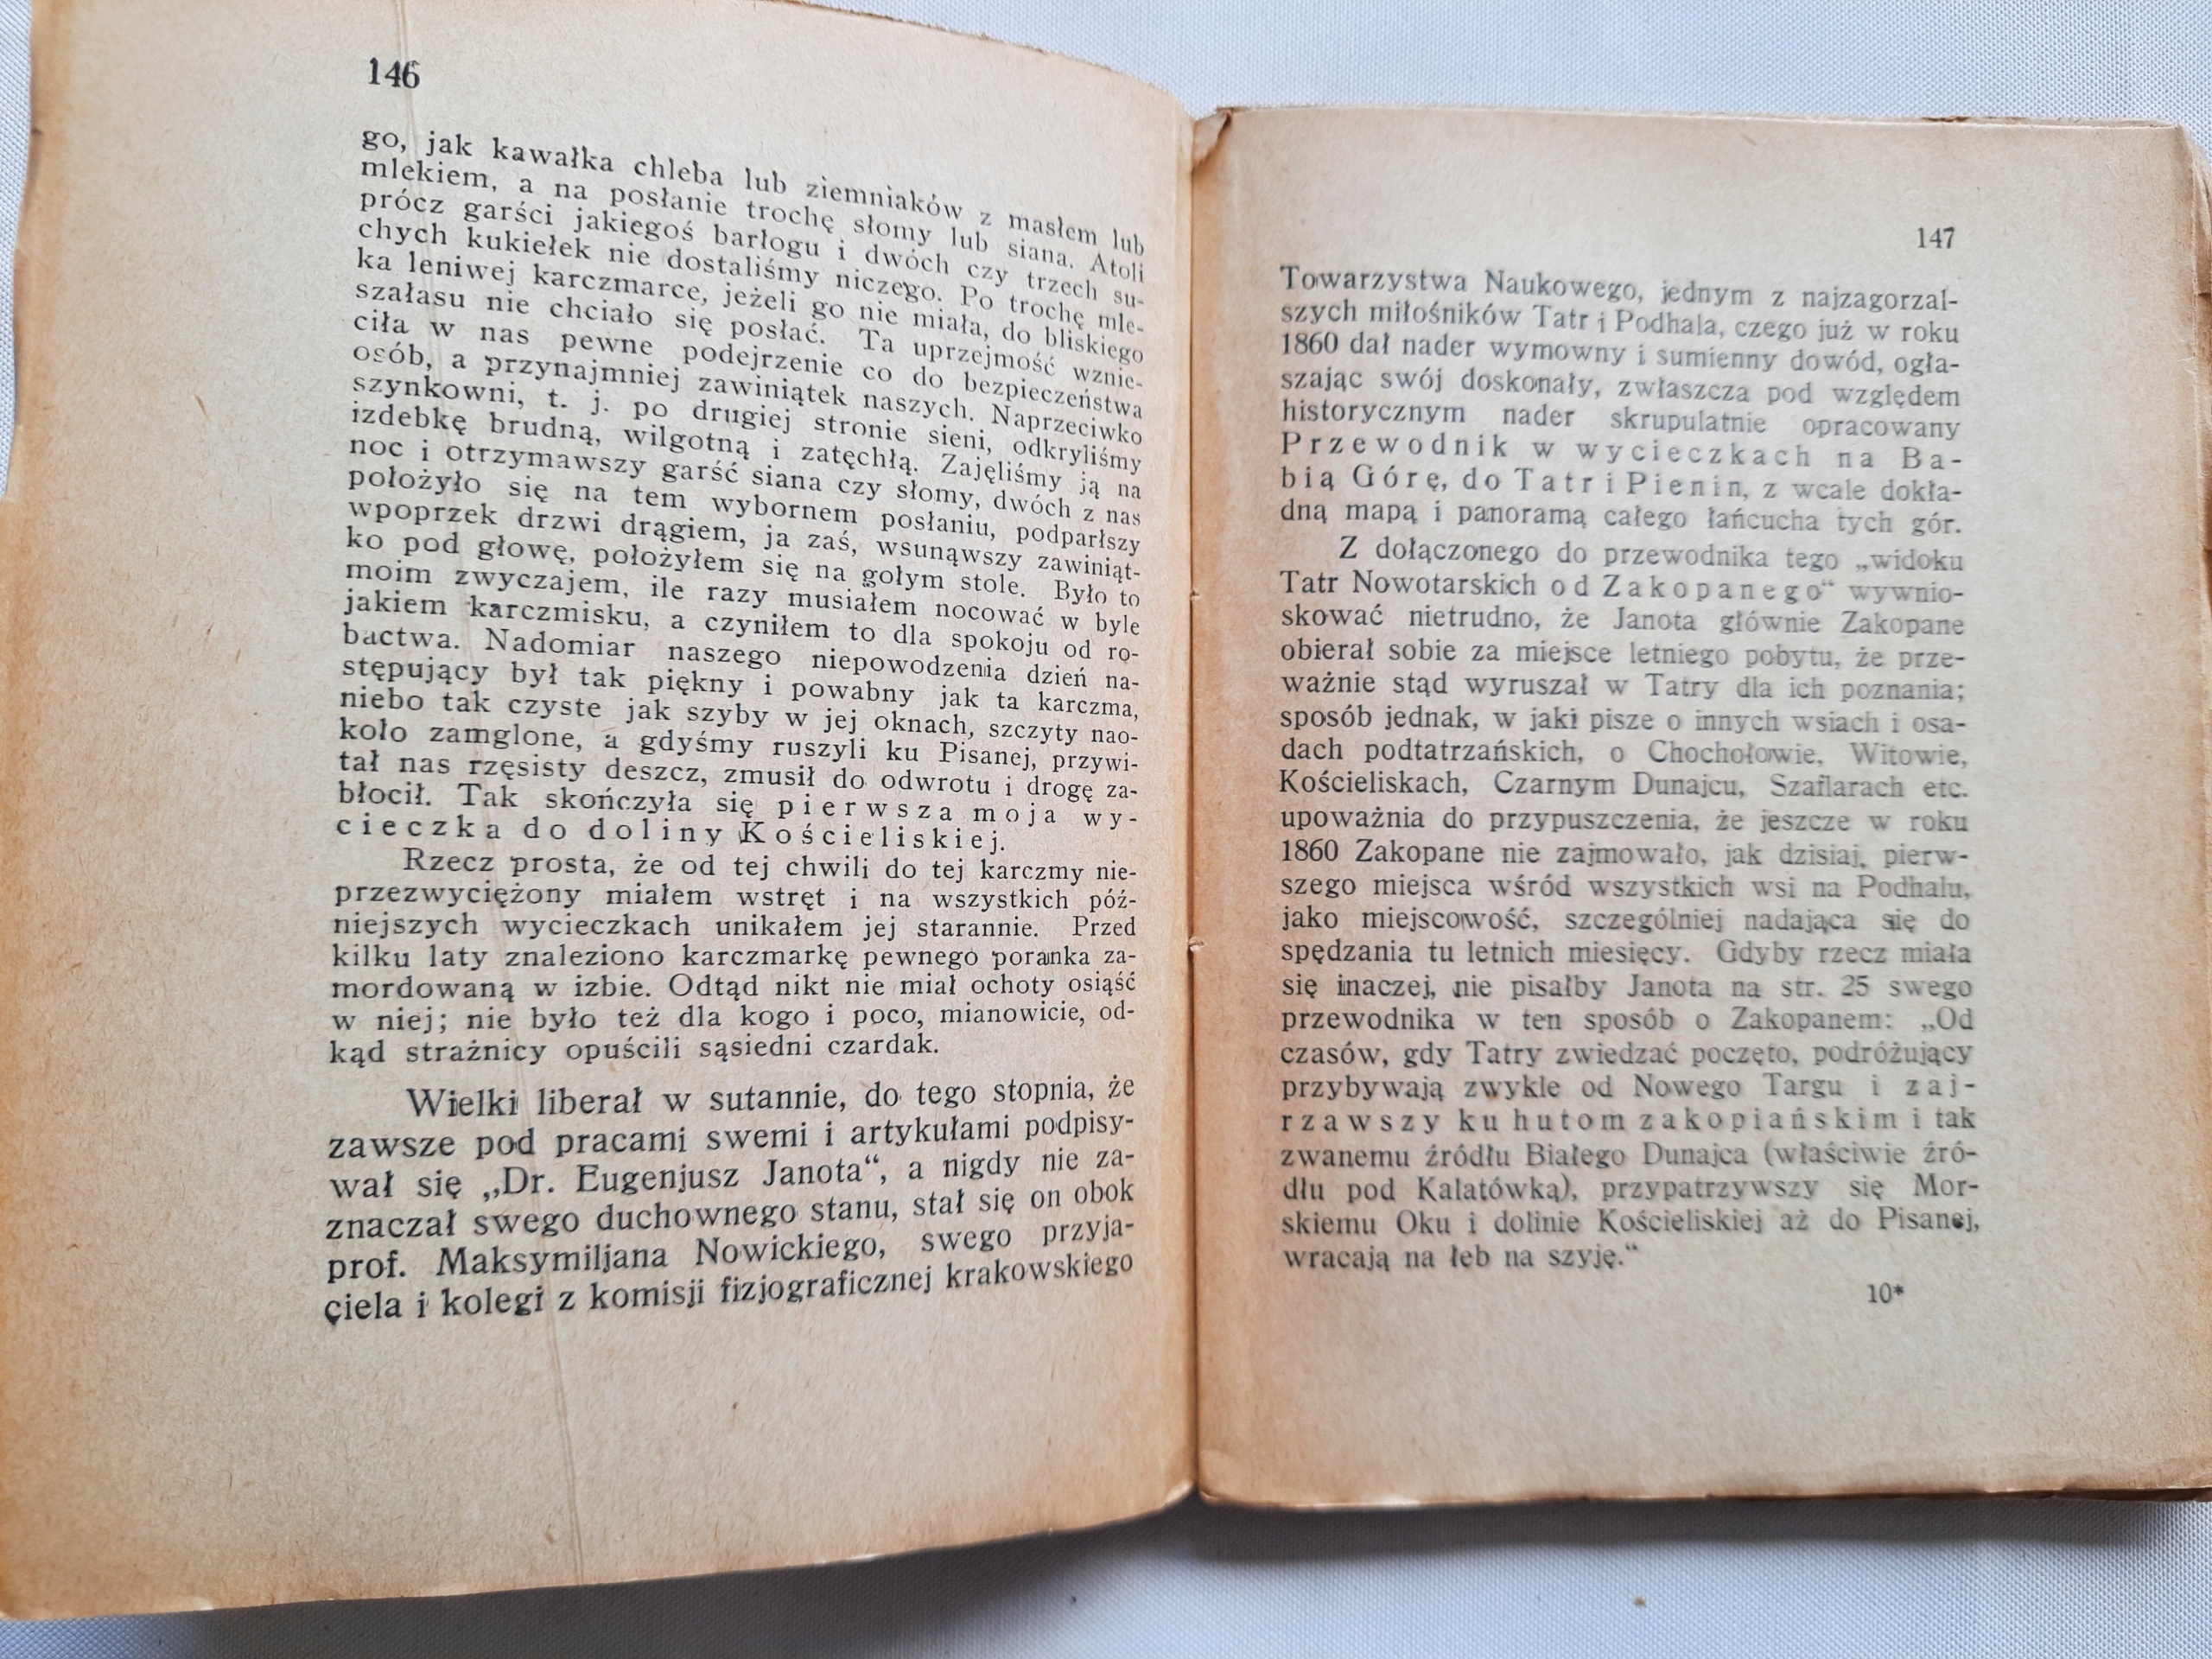 146
go, jak kawałka chleba lub ziemniaków z masłem lub
mlekiem, a na posłanie trochę słomy lub siana. Atoli
prócz garści jakiegoś barłogu i dwóch czy trzech su-
chych kukiełek nie dostaliśmy niczego. Po trochę mle-
ka leniwej karczmarce, jeżeli go nie miała, do bliskiego
szałasu nie chciało się posłać. Ta uprzejmość wznie-
ciła w nas pewne podejrzenie co do bezpieczeństwa
osób, a przynajmniej zawiniątek naszych. Naprzeciwko
szynkowni, t. j. po drugiej stronie sieni, odkryliśmy
izdebkę brudną, wilgotną i zatęchłą. Zajęliśmy ją na
noc i otrzymawszy garść siana czy słomy, dwóch z nas
położyło się na tem wybornem posłaniu, podparłszy
wpoprzek drzwi drągiem, ja zaś, wsunąwszy zawiniąt-
ko pod głowę, położyłem się na gołym stole. Było to
moim zwyczajem, ile razy musiałem nocować w byle
jakiem karczmisku, a czyniłem to dla spokoju od ro-
bactwa. Nadomiar naszego niepowodzenia dzień na-
stępujący był tak piękny i powabny jak ta karczma,
niebo tak czyste jak szyby w jej oknach, szczyty nao-
koło zamglone, a gdyśmy ruszyli ku Pisanej, przywi-
tał nas rzęsisty deszcz, zmusił do odwrotu i drogę za-
błocił. Tak skończyła się pierwsza moja wy-
cieczka do doliny Kościeliskiej.
Rzecz prosta, że od tej chwili do tej karczmy nie-
przezwyciężony miałem wstręt i na wszystkich póź-
niejszych wycieczkach unikałem jej starannie. Przed
kilku laty znaleziono karczmarkę pewnego poranka za-
mordowaną w izbie. Odtąd nikt nie miał ochoty osiąść
w niej; nie było też dla kogo i poco, mianowicie, od-
kąd strażnicy opuścili sąsiedni czardak.
Wielki liberał w sutannie, do tego stopnia, że
zawsze pod pracami swemi i artykułami podpisy-
wał się „Dr. Eugenjusz Janota“, a nigdy nie za-
znaczał swego duchownego stanu, stał się on obok
prof. Maksymiljana Nowickiego, swego przyja-
ciela i kolegi z komisji fizjograficznej krakowskiego
147
Towarzystwa Naukowego, jednym z najzagorzal-
szych miłośników Tatr i Podhala, czego już w roku
1860 dał nader wymowny i sumienny dowód, ogła-
szając swój doskonały, zwłaszcza pod względem
historycznym nader skrupulatnie opracowany
Przewodnik w wycieczkach na Ba-
bią Górę, do Tatr i Pienin, z wcale dokła-
dną mapą i panoramą całego łańcucha tych gór.
Z dołączonego do przewodnika tego „widoku
Tatr Nowotarskich od Zakopanego“ wywnio-
skować nietrudno, że Janota głównie Zakopane
obierał sobie za miejsce letniego pobytu, że prze-
ważnie stąd wyruszał w Tatry dla ich poznania;
sposób jednak, w jaki pisze o innych wsiach i osa-
dach podtatrzańskich, o Chochołowie, Witowie,
Kościeliskach, Czarnym Dunajcu, Szaflarach etc.
upoważnia do przypuszczenia, że jeszcze w roku
1860 Zakopane nie zajmowało, jak dzisiaj, pierw-
szego miejsca wśród wszystkich wsi na Podhalu,
jako miejscowość, szczególniej nadająca się do
spędzania tu letnich miesięcy. Gdyby rzecz miała
się inaczej, nie pisałby Janota na str. 25 swego
przewodnika w ten sposób o Zakopanem: „Od
czasów, gdy Tatry zwiedzać poczęto, podróżujący
przybywają zwykle od Nowego Targu i zaj-
rzawszy ku hutom zakopiańskim i tak
zwanemu źródłu Białego Dunajca (właściwie źró-
dłu pod Kalatówką), przypatrzywszy się Mor-
skiemu Oku i dolinie Kościeliskiej aż do Pisanej,
wracają na łeb na szyję.“
10*